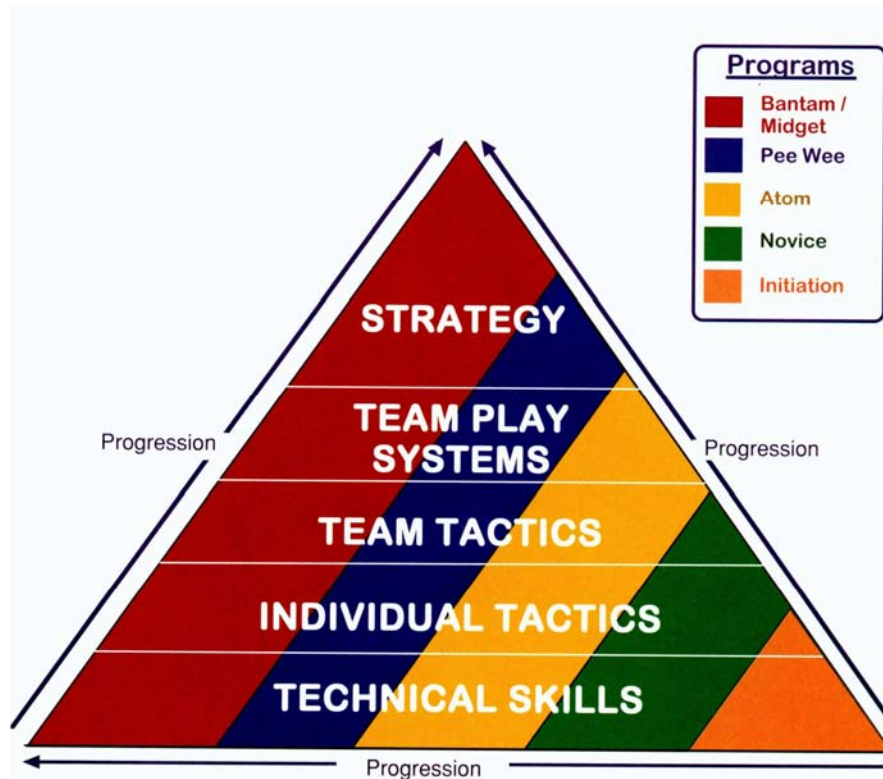 Programs
Bantam /
Midget
Pee Wee
Atom
Novice
Initiation
STRATEGY
TEAM PLAY
SYSTEMS
Progression
Progression
TEAM TACTICS
INDIVIDUAL TACTICS
TECHNICAL SKILLS
Progression